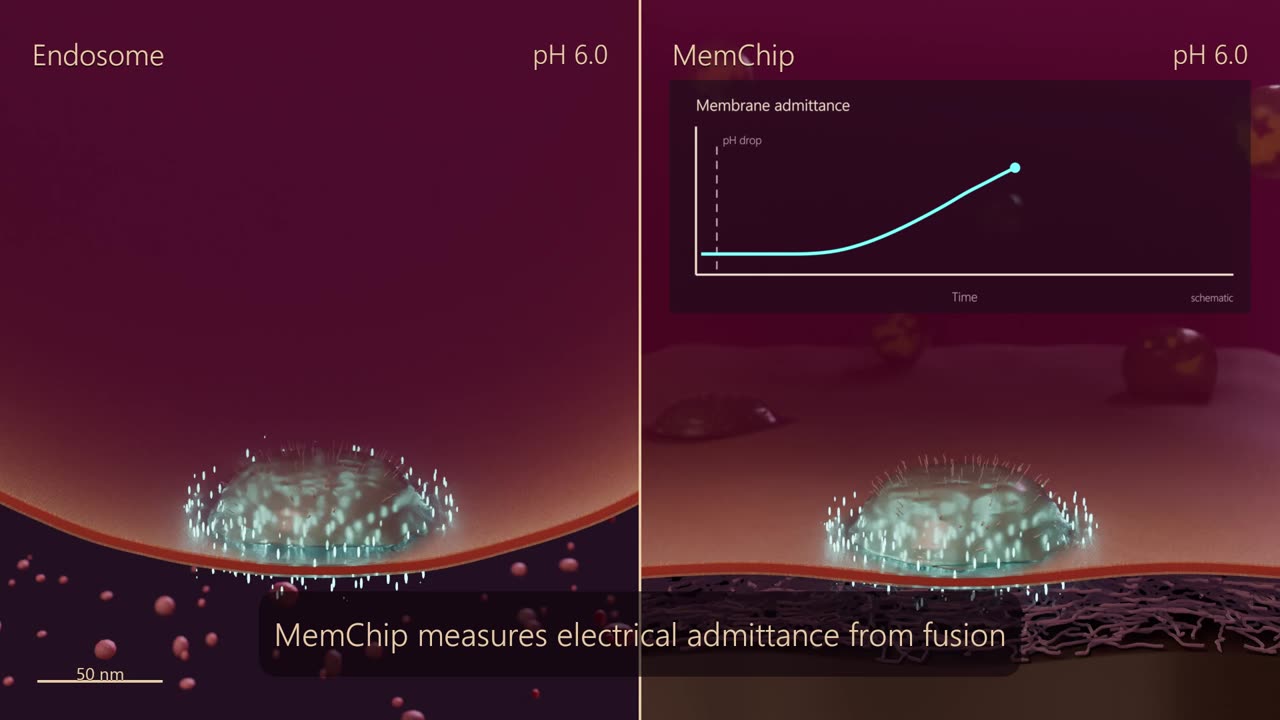 Endosome
pH 6.0
MemChip
pH 6.0
Membrane admittance
pH drop
Time
schematic
MemChip measures electrical admittance from fusion
50 nm